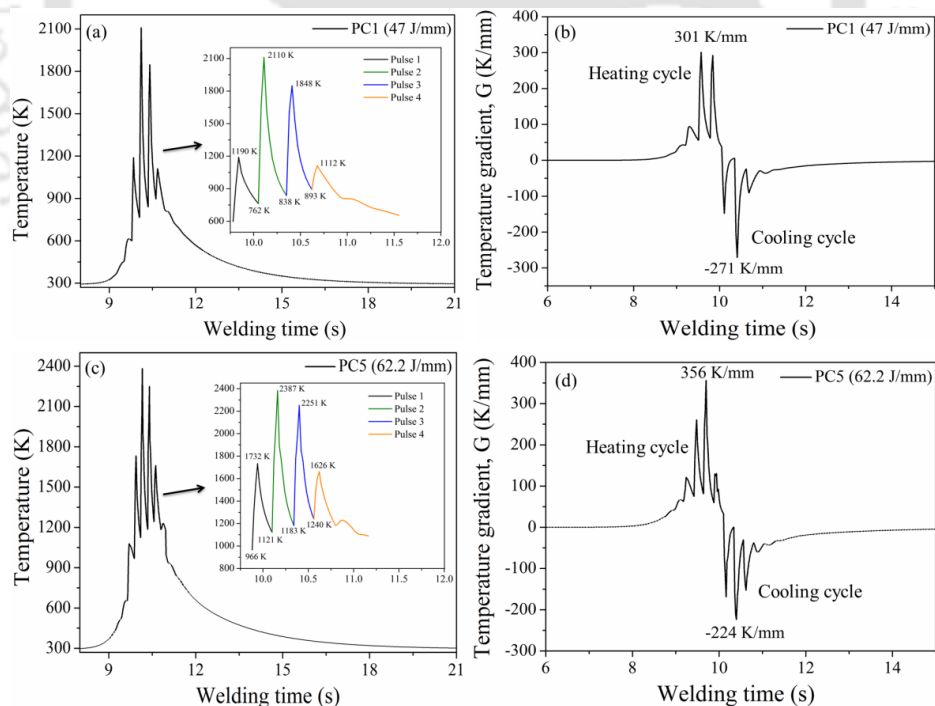 (a)
PC1 (47 J/mm)
Temperature (K)
2100
1800
1500
1200
900
600
300
9
12
15
18
21
Welding time (s)
Pulse 1
Pulse 2
Pulse 3
Pulse 4
2110 K
1848 K
1190 K
1112 K
762 K
838 K
893 K
2100
1800
1500
1200
900
600
10.0
10.5
11.0
11.5
12.0
(b)
PC1 (47 J/mm)
301 K/mm
Heating cycle
Cooling cycle
-271 K/mm
Temperature gradient, G (K/mm)
400
300
200
100
0
-100
-200
-300
6
8
10
12
14
Welding time (s)
(c)
PC5 (62.2 J/mm)
Temperature (K)
2400
2100
1800
1500
1200
900
600
300
9
12
15
18
21
Welding time (s)
Pulse 1
Pulse 2
Pulse 3
Pulse 4
2387 K
2251 K
1732 K
1626 K
1121 K
1183 K
1240 K
966 K
2400
2200
2000
1800
1600
1400
1200
1000
800
10.0
10.5
11.0
11.5
12.0
(d)
PC5 (62.2 J/mm)
356 K/mm
Heating cycle
Cooling cycle
-224 K/mm
Temperature gradient, G (K/mm)
400
300
200
100
0
-100
-200
-300
6
8
10
12
14
Welding time (s)